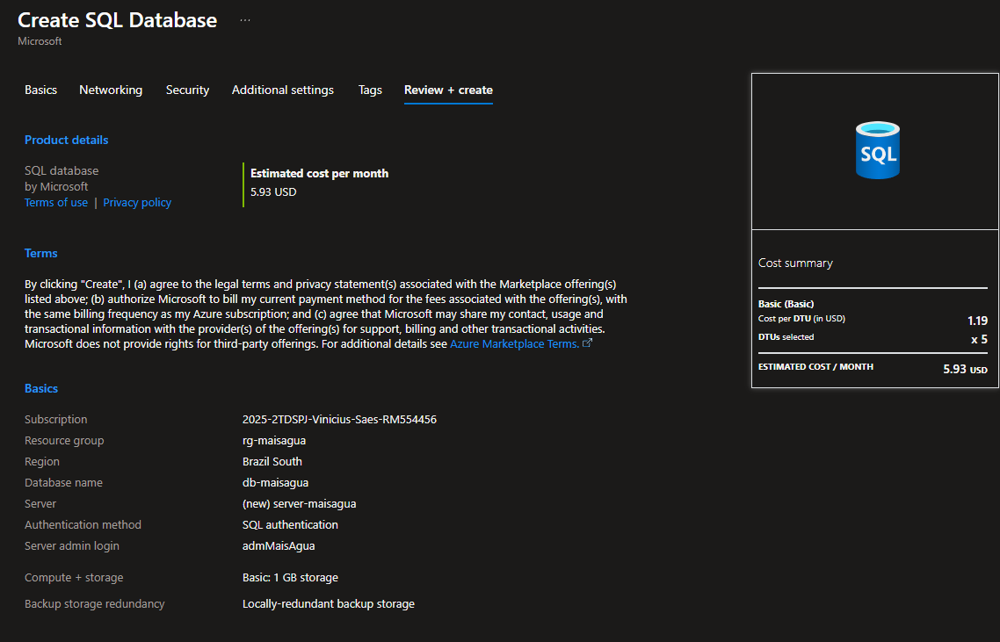 Create SQL Database ...
Microsoft
Basics Networking Security Additional settings Tags Review + create
Product details
SQL database
by Microsoft
Terms of use | Privacy policy
Estimated cost per month
5.93 USD
Terms
By clicking "Create", I (a) agree to the legal terms and privacy statement(s) associated with the Marketplace offering(s)
listed above; (b) authorize Microsoft to bill my current payment method for the fees associated with the offering(s), with
the same billing frequency as my Azure subscription; and (c) agree that Microsoft may share my contact, usage and
transactional information with the provider(s) of the offering(s) for support, billing and other transactional activities.
Microsoft does not provide rights for third-party offerings. For additional details see Azure Marketplace Terms.
Basics
Subscription 2025-2TDSPJ-Vinicius-Saes-RM554456
Resource group rg-maisagua
Region Brazil South
Database name db-maisagua
Server (new) server-maisagua
Authentication method SQL authentication
Server admin login admMaisAgua
Compute + storage Basic: 1 GB storage
Backup storage redundancy Locally-redundant backup storage
SQL
Cost summary
Basic (Basic)
Cost per DTU (in USD) 1.19
DTUs selected x 5
ESTIMATED COST / MONTH 5.93 USD